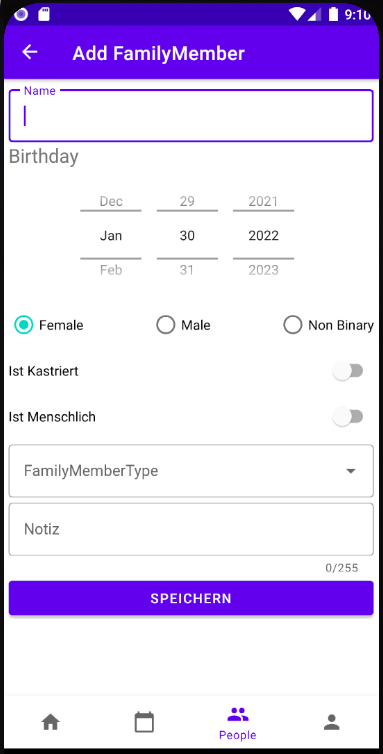 9:10
Add FamilyMember
Name
Birthday
Dec 29 2021
Jan 30 2022
Feb 31 2023
Female Male Non Binary
Ist Kastriert
Ist Menschlich
FamilyMemberType
Notiz
0/255
SPEICHERN
People